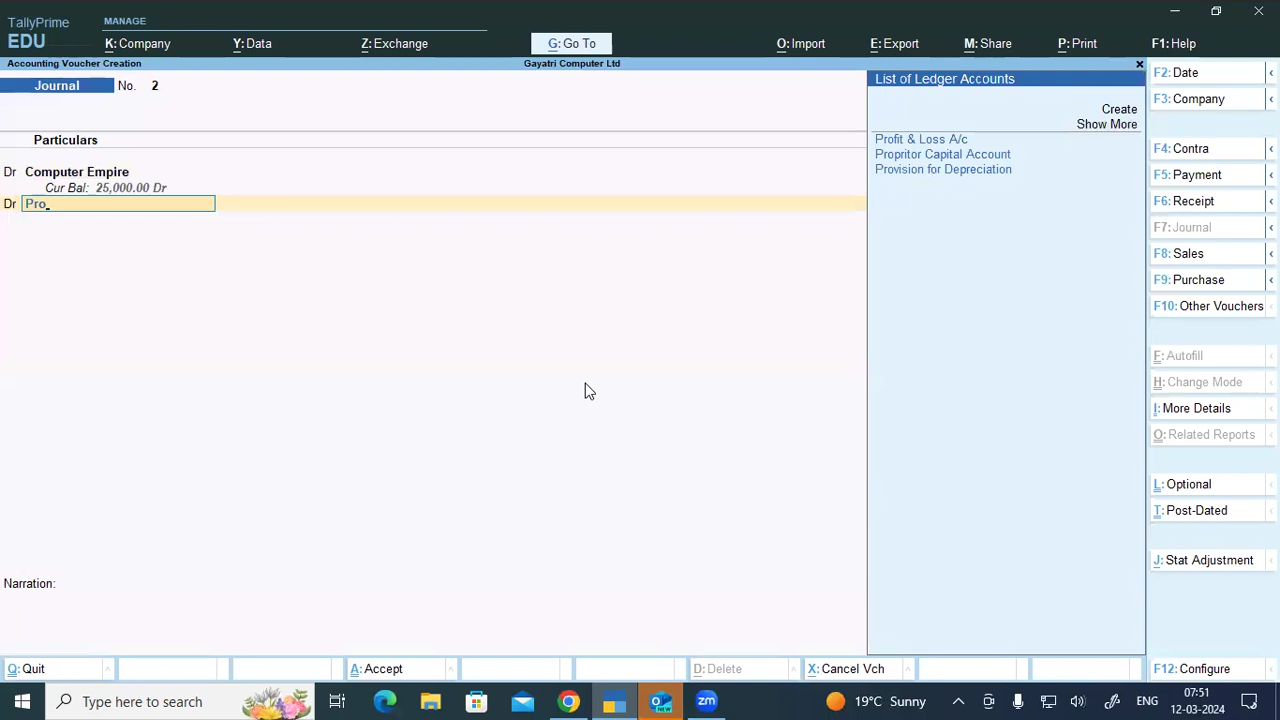 TallyPrime
EDU
MANAGE
K: Company
Y: Data
Z: Exchange
G: Go To
O: Import
E: Export
M: Share
P: Print
F1: Help
Accounting Voucher Creation
Gayatri Computer Ltd
Journal No. 2
Particulars
Dr Computer Empire
Cur Bal: 25,000.00 Dr
Dr Pro
Narration:
List of Ledger Accounts
Create
Show More
Profit & Loss A/c
Propritor Capital Account
Provision for Depreciation
F2: Date
F3: Company
F4: Contra
F5: Payment
F6: Receipt
F7: Journal
F8: Sales
F9: Purchase
F10: Other Vouchers
F: Autofill
H: Change Mode
I: More Details
O: Related Reports
L: Optional
T: Post-Dated
J: Stat Adjustment
Q: Quit
A: Accept
D: Delete
X: Cancel Vch
F12: Configure
Type here to search
19°C Sunny
ENG
07:51
12-03-2024